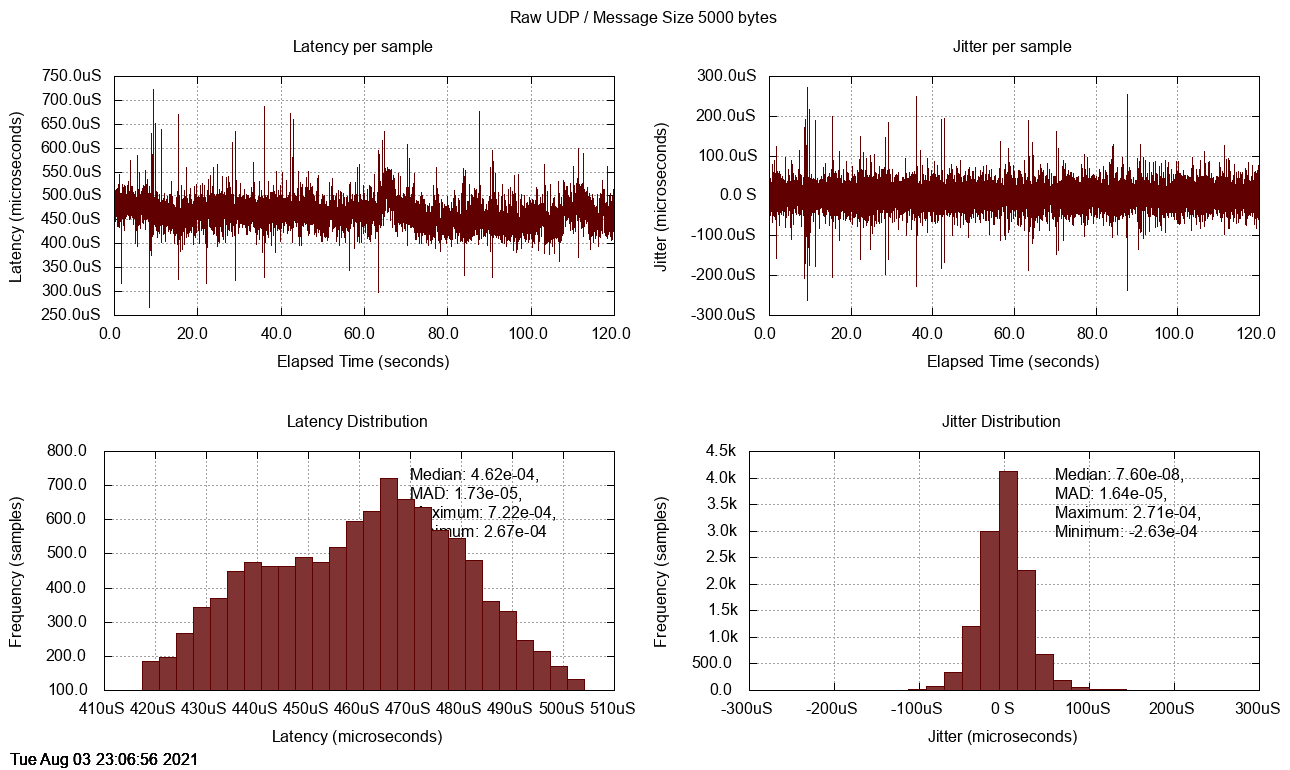 Raw UDP / Message Size 5000 bytes
Latency per sample
750.0uS
700.0uS
650.0uS
600.0uS
550.0uS
500.0uS
450.0uS
400.0uS
350.0uS
300.0uS
250.0uS
Latency (microseconds)
0.0 20.0 40.0 60.0 80.0 100.0 120.0
Elapsed Time (seconds)
Jitter per sample
300.0uS
200.0uS
100.0uS
0.0 S
-100.0uS
-200.0uS
-300.0uS
Jitter (microseconds)
0.0 20.0 40.0 60.0 80.0 100.0 120.0
Elapsed Time (seconds)
Latency Distribution
800.0
700.0
600.0
500.0
400.0
300.0
200.0
100.0
Frequency (samples)
Median: 4.62e-04,
MAD: 1.73e-05,
7.22e-04,
2.67e-04
410uS 420uS 430uS 440uS 450uS 460uS 470uS 480uS 490uS 500uS 510uS
Latency (microseconds)
Jitter Distribution
4.5k
4.0k
3.5k
3.0k
2.5k
2.0k
1.5k
1.0k
500.0
0.0
Frequency (samples)
Median: 7.60e-08,
MAD: 1.64e-05,
Maximum: 2.71e-04,
Minimum: -2.63e-04
-300uS -200uS -100uS 0 S 100uS 200uS 300uS
Jitter (microseconds)
Tue Aug 03 23:06:56 2021